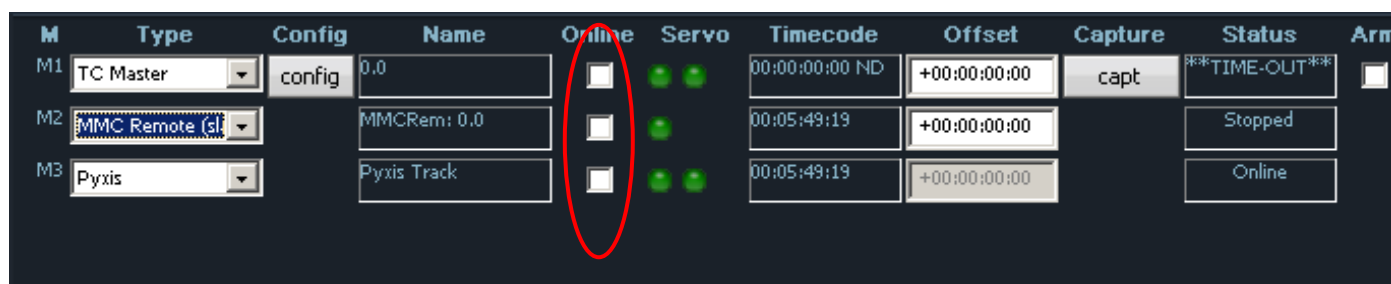 M Type Config Name Online Servo Timecode Offset Capture Status Arm
M1 TC Master config 0.0 00:00:00:00 ND +00:00:00:00 capt **TIME-OUT**
M2 MMC Remote (sl MMCRem: 0.0 00:05:49:19 +00:00:00:00 Stopped
M3 Pyxis Pyxis Track 00:05:49:19 +00:00:00:00 Online